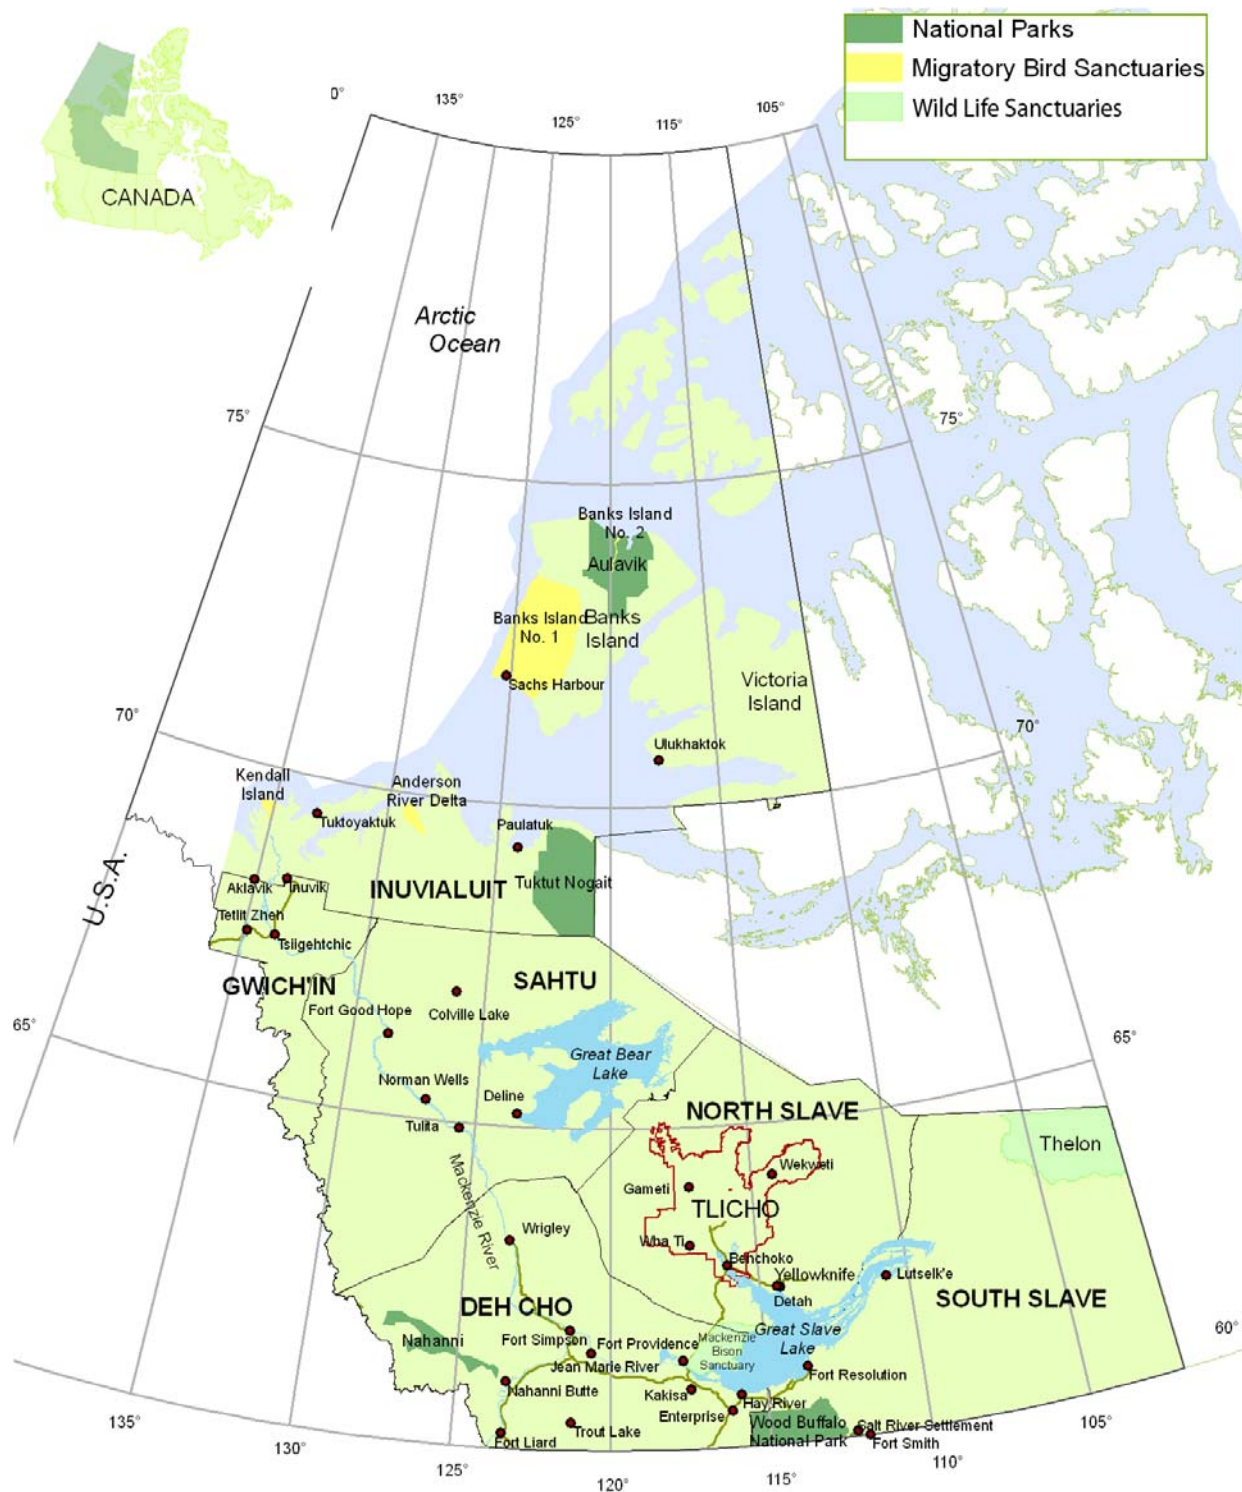 National Parks
Migratory Bird Sanctuaries
Wild Life Sanctuaries
CANADA
0°
135°
125°
115°
105°
Arctic
Ocean
75°
75°
Banks Island
No. 2
Aulavik
Banks Island
No. 1
Banks
Island
Sachs Harbour
Victoria
Island
70°
70°
Ulukhaktok
Kendall
Island
Anderson
River Delta
Tuktoyaktuk
Paulatuk
U.S.A.
Aklavik
Inuvik
INUVIALUIT
Tuktut Nogait
Tetlit Zheh
Tsiigehtchic
GWICH'IN
SAHTU
Fort Good Hope
Colville Lake
65°
65°
Great Bear
Lake
Norman Wells
Deline
Tulita
NORTH SLAVE
Thelon
Mackenzie River
Wekweti
Gameti
TLICHO
Wrigley
Wha Ti
Behchoko
Yellowknife
Detah
Lutselk'e
DEH CHO
SOUTH SLAVE
60°
Nahanni
Fort Simpson
Fort Providence
Mackenzie
Bison
Sanctuary
Great Slave
Lake
Jean Marie River
Fort Resolution
Nahanni Butte
Kakisa
Hay River
Enterprise
Trout Lake
Fort Liard
Wood Buffalo
National Park
Salt River Settlement
Fort Smith
135°
130°
125°
120°
115°
110°
105°